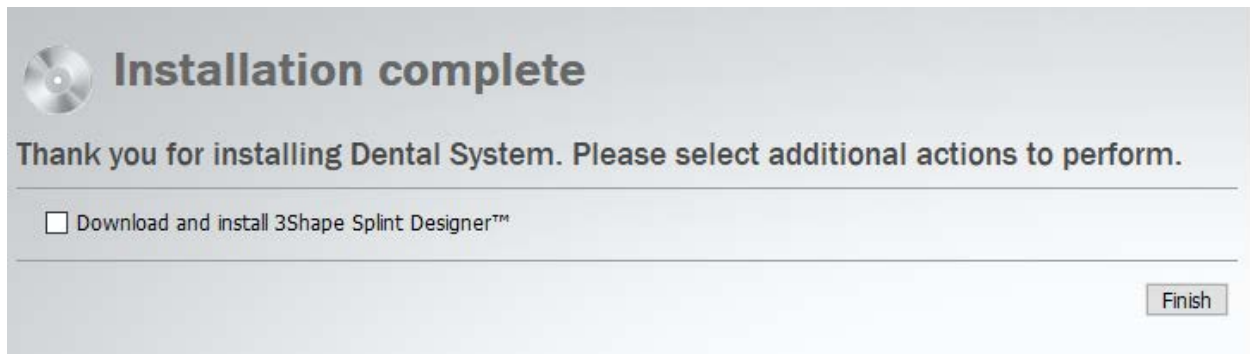 Installation complete
Thank you for installing Dental System. Please select additional actions to perform.
Download and install 3Shape Splint Designer™
Finish